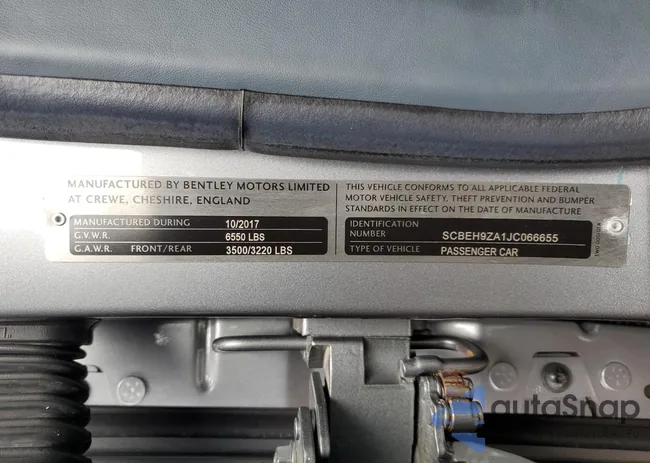 MANUFACTURED BY BENTLEY MOTORS LIMITED
AT CREWE, CHESHIRE, ENGLAND
MANUFACTURED DURING 10/2017
G.V.W.R. 6550 LBS
G.A.W.R. FRONT/REAR 3500/3220 LBS
THIS VEHICLE CONFORMS TO ALL APPLICABLE FEDERAL
MOTOR VEHICLE SAFETY, THEFT PREVENTION AND BUMPER
STANDARDS IN EFFECT ON THE DATE OF MANUFACTURE
IDENTIFICATION
NUMBER SCBEH9ZA1JC066655
TYPE OF VEHICLE PASSENGER CAR
autoSnap